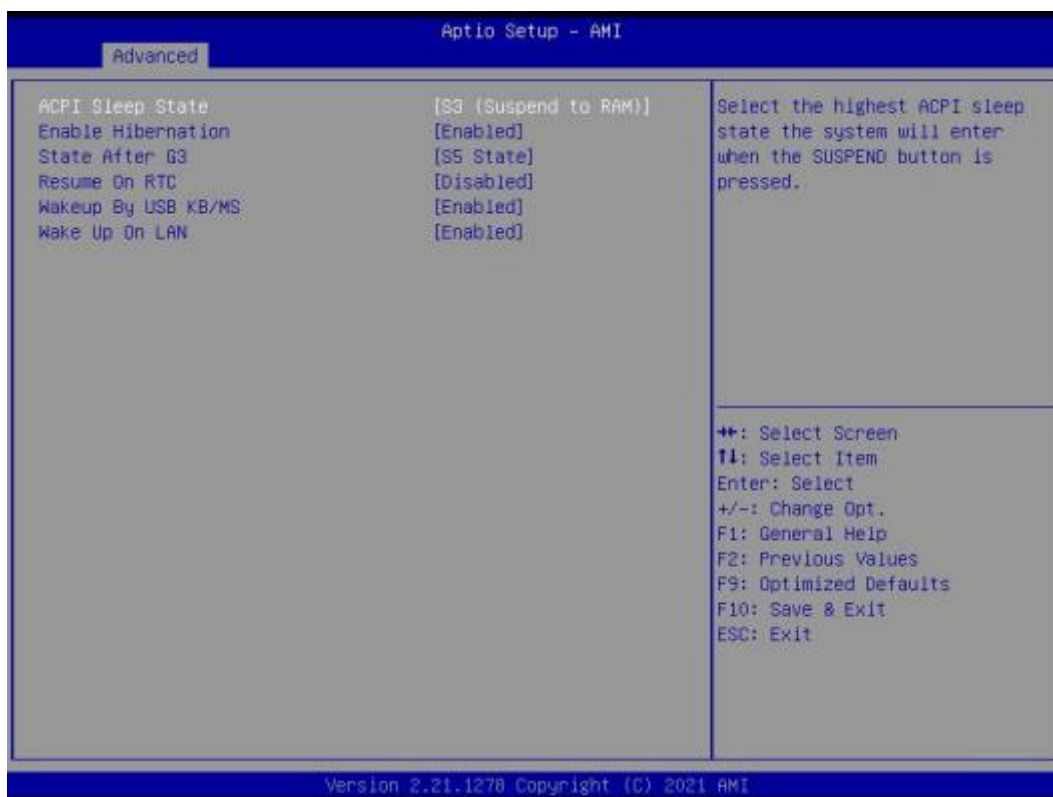 Aptio Setup – AMI
Advanced
ACPI Sleep State [S3 (Suspend to RAM)]
Enable Hibernation [Enabled]
State After G3 [S5 State]
Resume On RTC [Disabled]
Wakeup By USB KB/MS [Enabled]
Wake Up On LAN [Enabled]
Select the highest ACPI sleep
state the system will enter
when the SUSPEND button is
pressed.
→←: Select Screen
↑↓: Select Item
Enter: Select
+/-: Change Opt.
F1: General Help
F2: Previous Values
F9: Optimized Defaults
F10: Save & Exit
ESC: Exit
Version 2.21.1278 Copyright (C) 2021 AMI